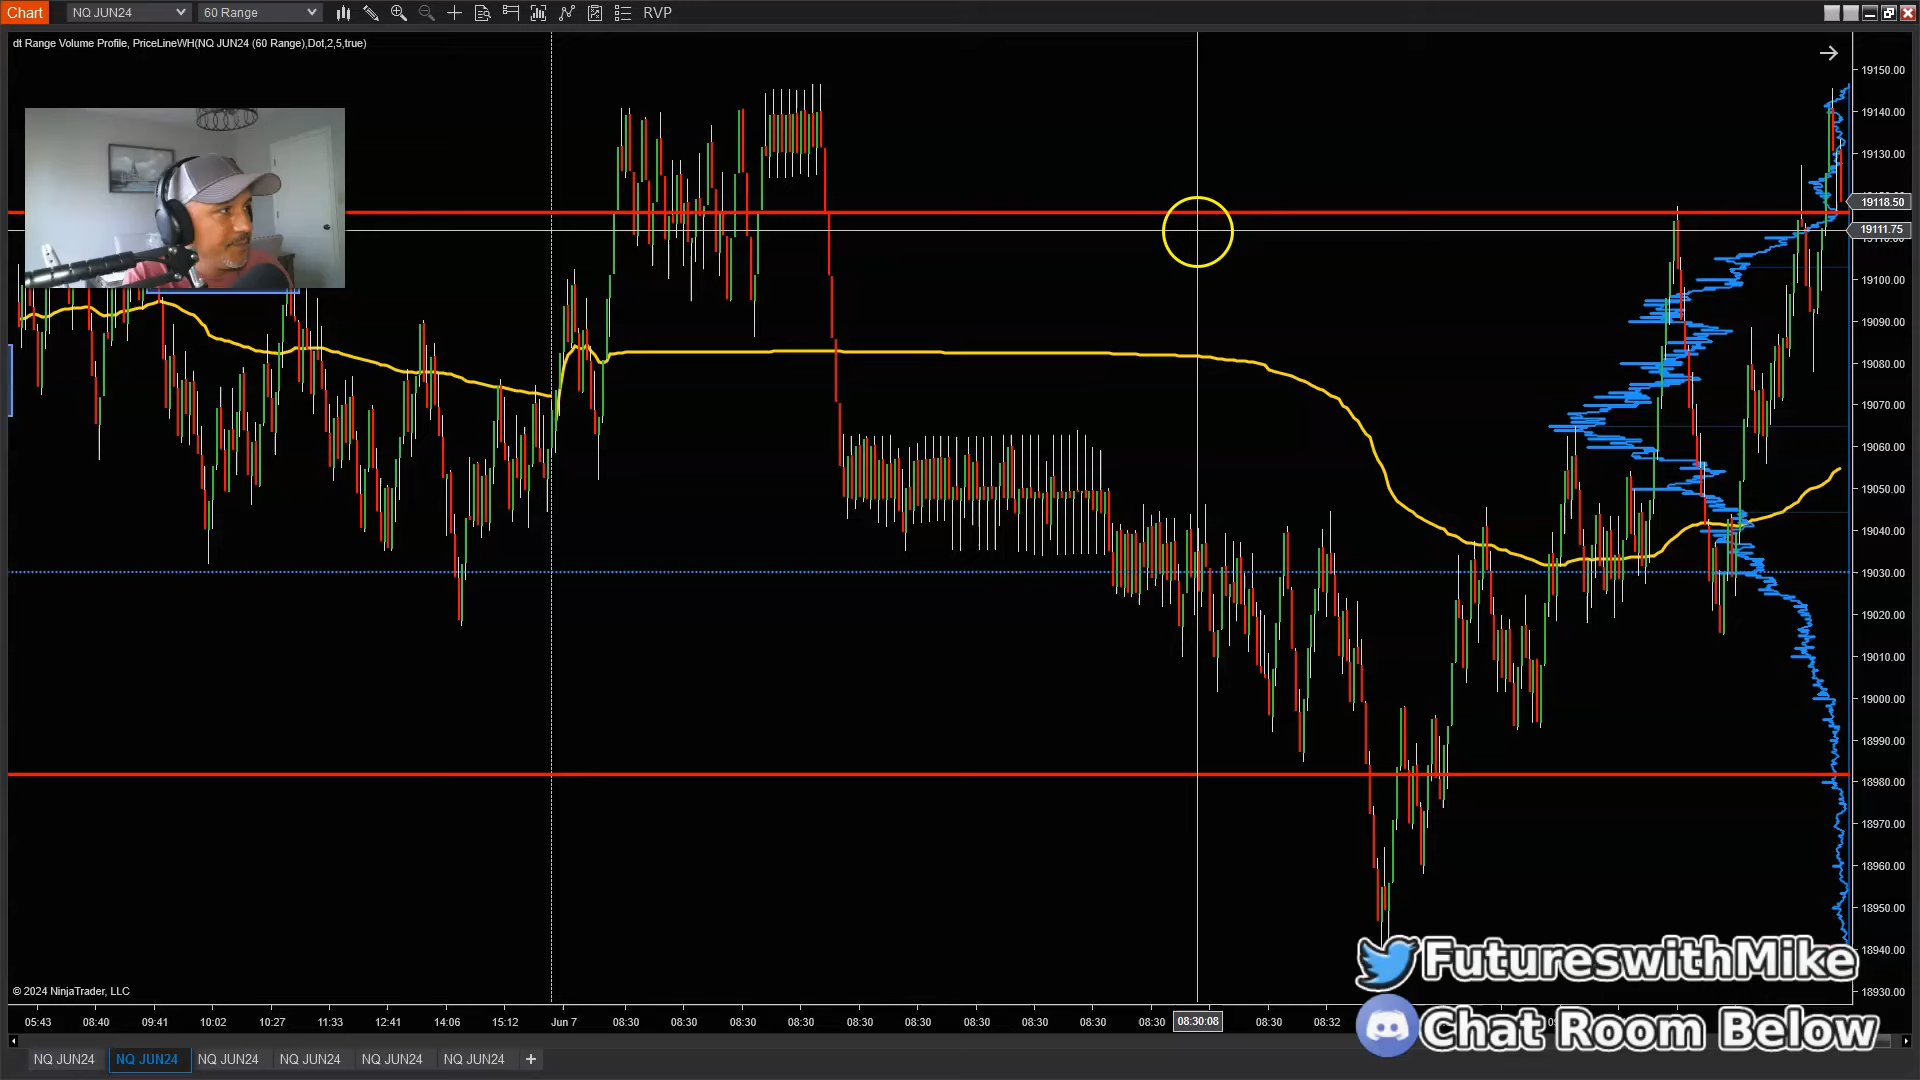 Chart
NQ JUN24
60 Range
RVP
dt Range Volume Profile, PriceLineWH(NQ JUN24 (60 Range),Dot,2,5,true)
19150.00
19140.00
19130.00
19118.50
19111.75
19100.00
19090.00
19080.00
19070.00
19060.00
19050.00
19040.00
19030.00
19020.00
19010.00
19000.00
18990.00
18980.00
18970.00
18960.00
18950.00
18940.00
18930.00
FutureswithMike
Chat Room Below
© 2024 NinjaTrader, LLC
05:43 08:40 09:41 10:02 10:27 11:33 12:41 14:06 15:12 Jun 7 08:30 08:30 08:30 08:30 08:30 08:30 08:30 08:30 08:30 08:30 08:30:08 08:30 08:32
NQ JUN24 NQ JUN24 NQ JUN24 NQ JUN24 NQ JUN24 NQ JUN24 +